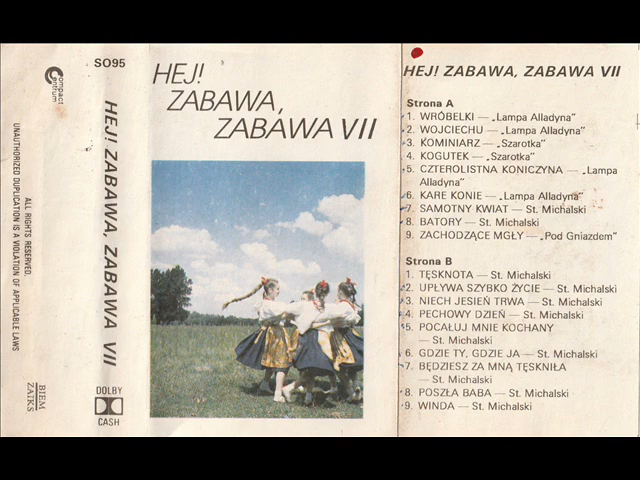 Compact
Centrum
UNAUTHORIZED DUPLICATION IS A VIOLATION OF APPLICABLE LAWS
ALL RIGHTS RESERVED.
BIEM
ZAIKS
SO95
HEJ! ZABAWA, ZABAWA VII
DOLBY
CASH
HEJ!
ZABAWA,
ZABAWA VII
HEJ! ZABAWA, ZABAWA VII
Strona A
1. WRÓBELKI — „Lampa Alladyna”
2. WOJCIECHU — „Lampa Alladyna”
3. KOMINIARZ — „Szarotka”
4. KOGUTEK — „Szarotka”
5. CZTEROLISTNA KONICZYNA — „Lampa
Alladyna”
6. KARE KONIE — „Lampa Alladyna”
7. SAMOTNY KWIAT — St. Michalski
8. BATORY — St. Michalski
9. ZACHODZĄCE MGŁY — „Pod Gniazdem”
Strona B
1. TĘSKNOTA — St. Michalski
2. UPŁYWA SZYBKO ŻYCIE — St. Michalski
3. NIECH JESIEŃ TRWA — St. Michalski
4. PECHOWY DZIEŃ — St. Michalski
5. POCAŁUJ MNIE KOCHANY
— St. Michalski
6. GDZIE TY, GDZIE JA — St. Michalski
7. BĘDZIESZ ZA MNĄ TĘSKNIŁA
— St. Michalski
8. POSZŁA BABA — St. Michalski
9. WINDA — St. Michalski